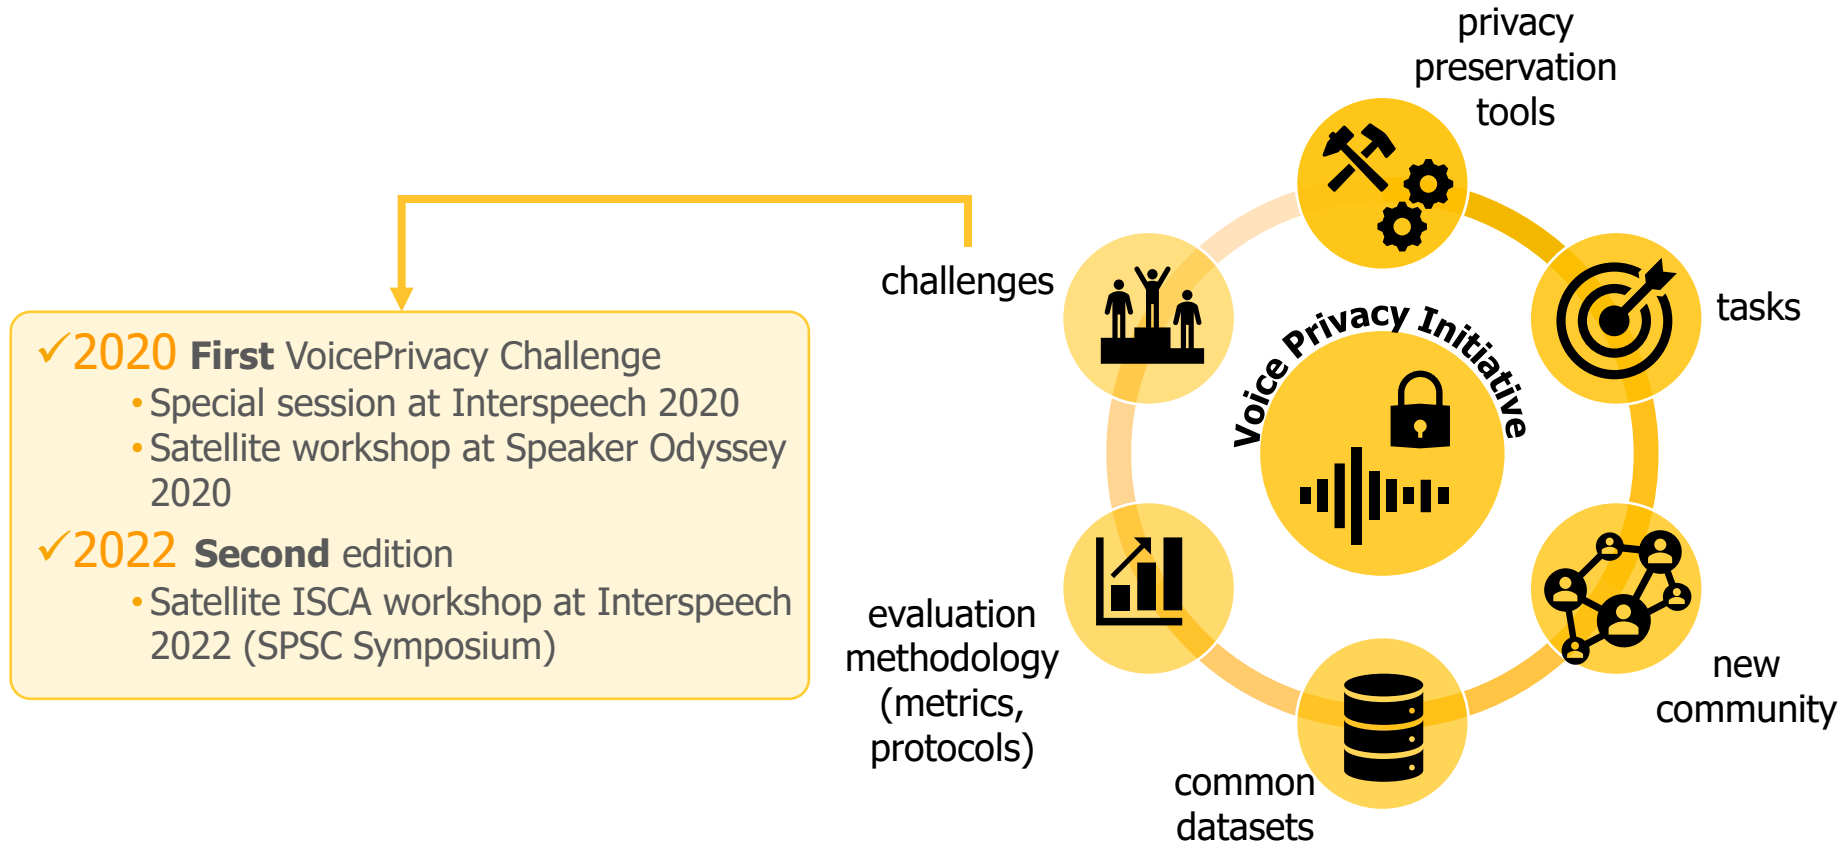 privacy
preservation
tools
challenges
tasks
Voice Privacy Initiative
✓2020 First VoicePrivacy Challenge
• Special session at Interspeech 2020
• Satellite workshop at Speaker Odyssey
2020
✓2022 Second edition
• Satellite ISCA workshop at Interspeech
2022 (SPSC Symposium)
evaluation
methodology
(metrics,
protocols)
new
community
common
datasets